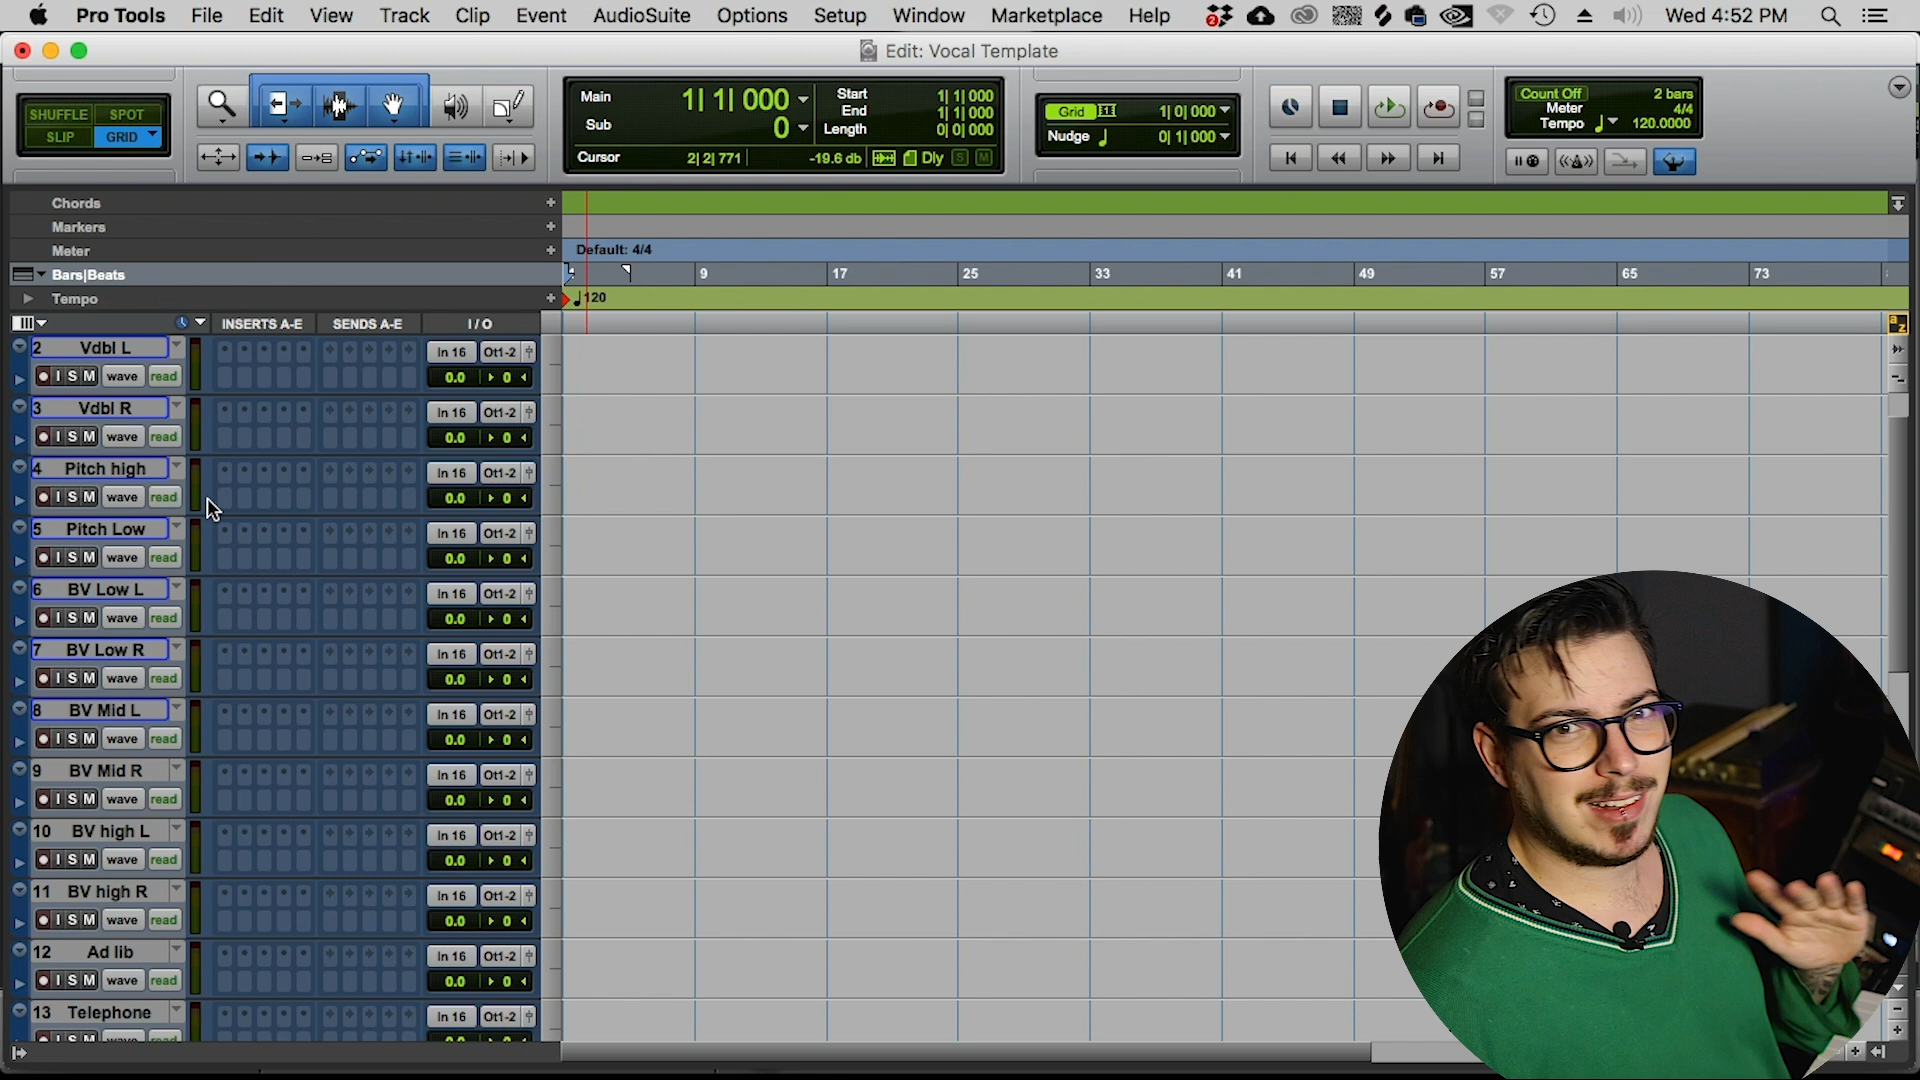 Pro Tools File Edit View Track Clip Event AudioSuite Options Setup Window Marketplace Help Wed 4:52 PM
Edit: Vocal Template
SHUFFLE SPOT
SLIP GRID
Main 1| 1| 000
Sub 0
Start 1| 1| 000
End 1| 1| 000
Length 0| 0| 000
Cursor 2| 2| 771 -19.6 db Dly S M
Grid 1| 0| 000
Nudge 0| 1| 000
Count Off 2 bars
Meter 4/4
Tempo 120.0000
Chords
Markers
Meter Default: 4/4
Bars|Beats 9 17 25 33 41 49 57 65 73
Tempo 120
INSERTS A-E SENDS A-E I / O
a
z
2 Vdbl L In 16 Ot1-2
I S M wave read 0.0 0
3 Vdbl R In 16 Ot1-2
I S M wave read 0.0 0
4 Pitch high In 16 Ot1-2
I S M wave read 0.0 0
5 Pitch Low In 16 Ot1-2
I S M wave read 0.0 0
6 BV Low L In 16 Ot1-2
I S M wave read 0.0 0
7 BV Low R In 16 Ot1-2
I S M wave read 0.0 0
8 BV Mid L In 16 Ot1-2
I S M wave read 0.0 0
9 BV Mid R In 16 Ot1-2
I S M wave read 0.0 0
10 BV high L In 16 Ot1-2
I S M wave read 0.0 0
11 BV high R In 16 Ot1-2
I S M wave read 0.0 0
12 Ad lib In 16 Ot1-2
I S M wave read 0.0 0
13 Telephone In 16 Ot1-2